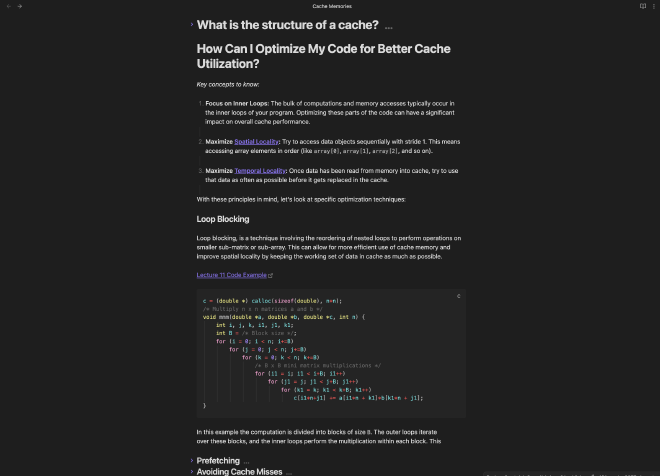 Cache Memories
What is the structure of a cache? ...
How Can I Optimize My Code for Better Cache
Utilization?
Key concepts to know:
1. Focus on Inner Loops: The bulk of computations and memory accesses typically occur in
the inner loops of your program. Optimizing these parts of the code can have a significant
impact on overall cache performance.
2. Maximize Spatial Locality: Try to access data objects sequentially with stride 1. This means
accessing array elements in order (like array[0], array[1], array[2], and so on).
3. Maximize Temporal Locality: Once data has been read from memory into cache, try to use
that data as often as possible before it gets replaced in the cache.
With these principles in mind, let's look at specific optimization techniques:
Loop Blocking
Loop blocking, is a technique involving the reordering of nested loops to perform operations on
smaller sub-matrix or sub-array. This can allow for more efficient use of cache memory and
improve spatial locality by keeping the working set of data in cache as much as possible.
Lecture 11 Code Example
C
c = (double *) calloc(sizeof(double), n*n);
/* Multiply n x n matrices a and b */
void mmm(double *a, double *b, double *c, int n) {
int i, j, k, i1, j1, k1;
int B = /* Block size */;
for (i = 0; i < n; i+=B)
for (j = 0; j < n; j+=B)
for (k = 0; k < n; k+=B)
/* B x B mini matrix multiplications */
for (i1 = i; i1 < i+B; i1++)
for (j1 = j; j1 < j+B; j1++)
for (k1 = k; k1 < k+B; k1++)
c[i1*n+j1] += a[i1*n + k1]*b[k1*n + j1];
}
In this example the computation is divided into blocks of size B. The outer loops iterate
over these blocks, and the inner loops perform the multiplication within each block. This
Prefetching ...
Avoiding Cache Misses ...